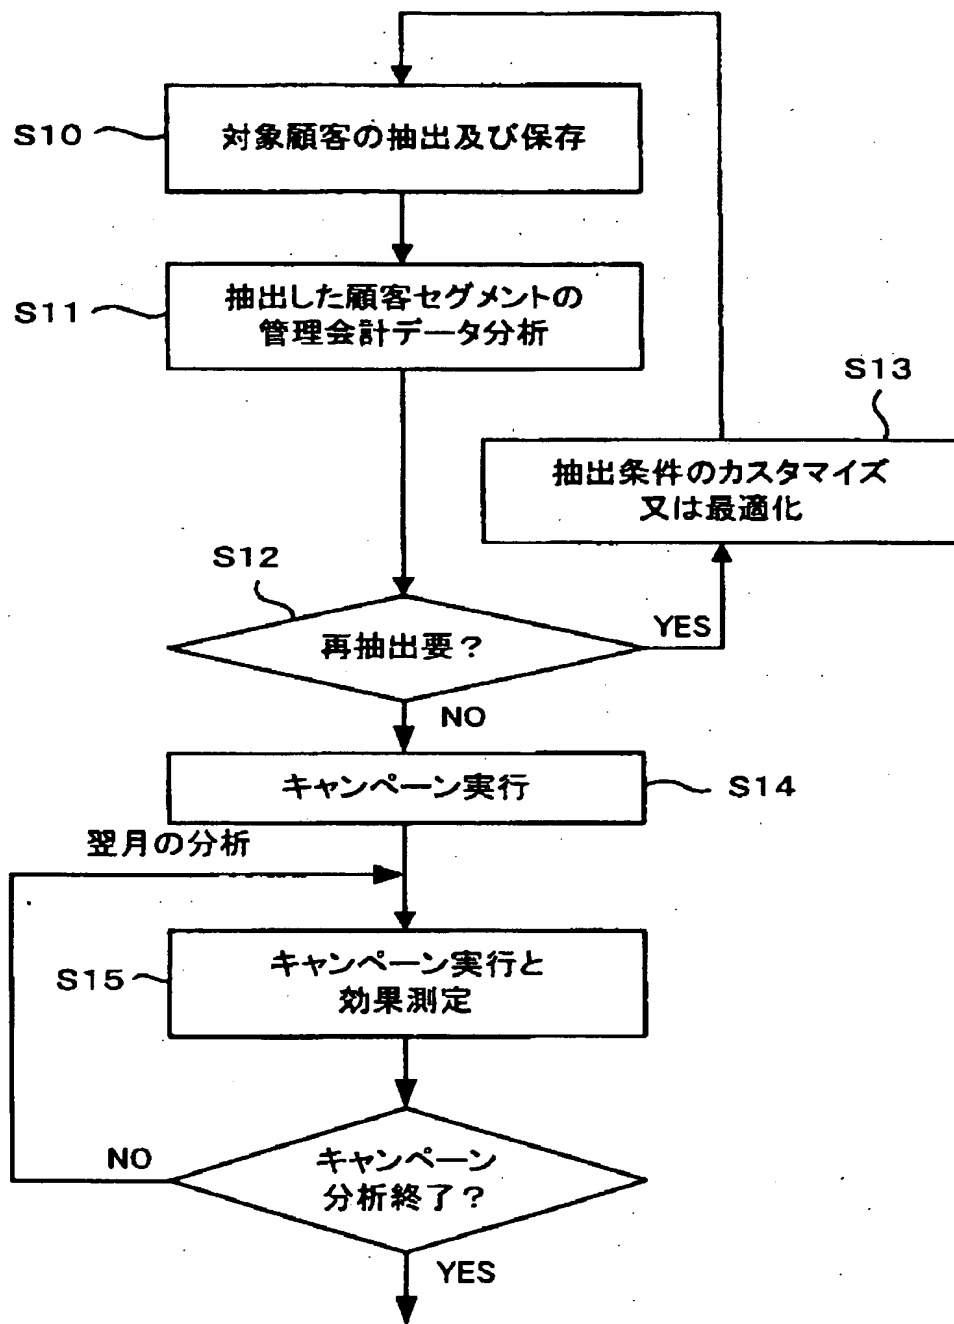 S10
対象顧客の抽出及び保存
S11
抽出した顧客セグメントの
管理会計データ分析
S13
抽出条件のカスタマイズ
又は最適化
S12
再抽出要？
YES
NO
キャンペーン実行
S14
翌月の分析
S15
キャンペーン実行と
効果測定
NO
キャンペーン
分析終了？
YES